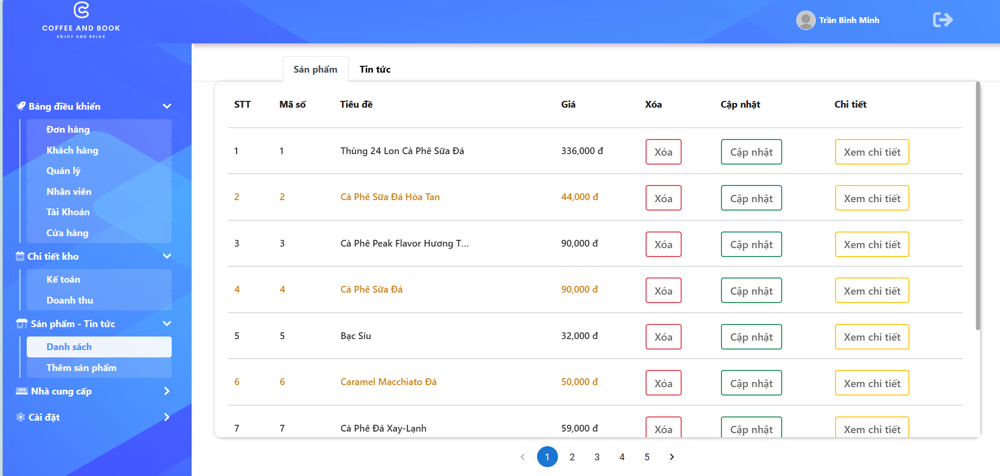 COFFEE AND BOOK
ENJOY AND RELAX
Trần Bình Minh
Bảng điều khiển
Đơn hàng
Khách hàng
Quản lý
Nhân viên
Tài Khoản
Cửa hàng
Chi tiết kho
Kế toán
Doanh thu
Sản phẩm - Tin tức
Danh sách
Thêm sản phẩm
Nhà cung cấp
Cài đặt
Sản phẩm Tin tức
STT Mã số Tiêu đề Giá Xóa Cập nhật Chi tiết
1 1 Thùng 24 Lon Cà Phê Sữa Đá 336,000 đ Xóa Cập nhật Xem chi tiết
2 2 Cà Phê Sữa Đá Hòa Tan 44,000 đ Xóa Cập nhật Xem chi tiết
3 3 Cà Phê Peak Flavor Hương T... 90,000 đ Xóa Cập nhật Xem chi tiết
4 4 Cà Phê Sữa Đá 90,000 đ Xóa Cập nhật Xem chi tiết
5 5 Bạc Sỉu 32,000 đ Xóa Cập nhật Xem chi tiết
6 6 Caramel Macchiato Đá 50,000 đ Xóa Cập nhật Xem chi tiết
7 7 Cà Phê Đá Xay-Lạnh 59,000 đ Xóa Cập nhật Xem chi tiết
1 2 3 4 5